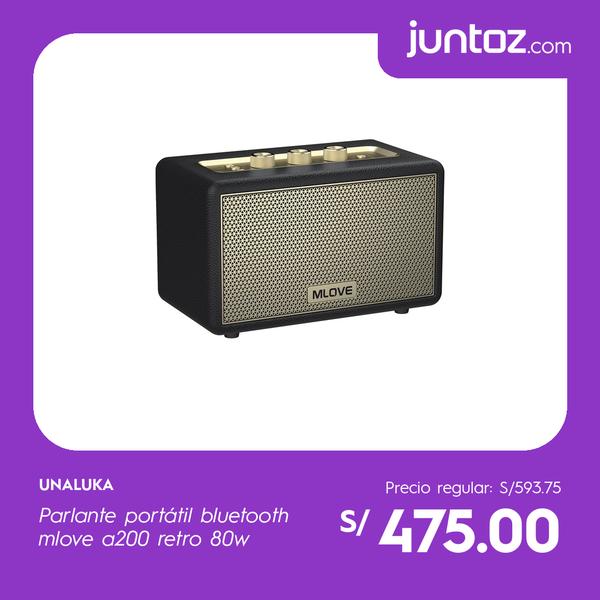 juntoz.com
MLOVE
UNALUKA
Parlante portátil bluetooth
mlove a200 retro 80w
Precio regular: S/593.75
S/ 475.00